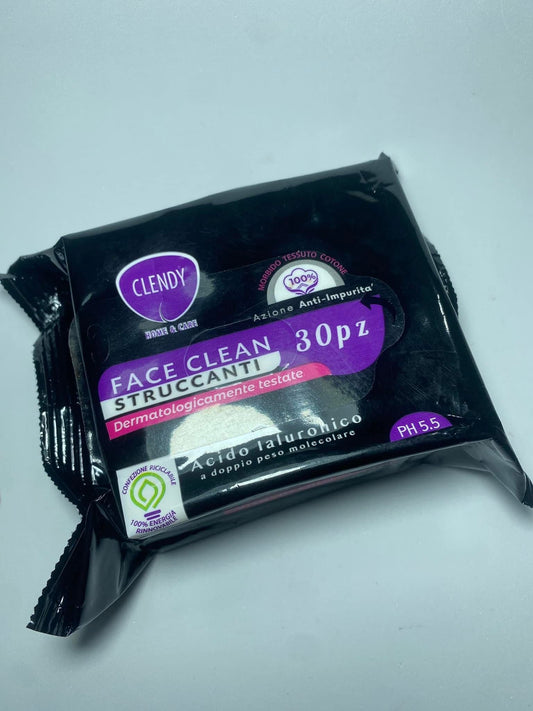 CLENDY
HOME & CARE
MORBIDO TESSUTO COTONE
100%
Azione Anti-Impurita'
FACE CLEAN 30pz
STRUCCANTI
Dermatologicamente testate
Acido Ialuronico
a doppio peso molecolare
PH 5.5
CONFEZIONE RICICLABILE
100% ENERGIA
RINNOVABILE